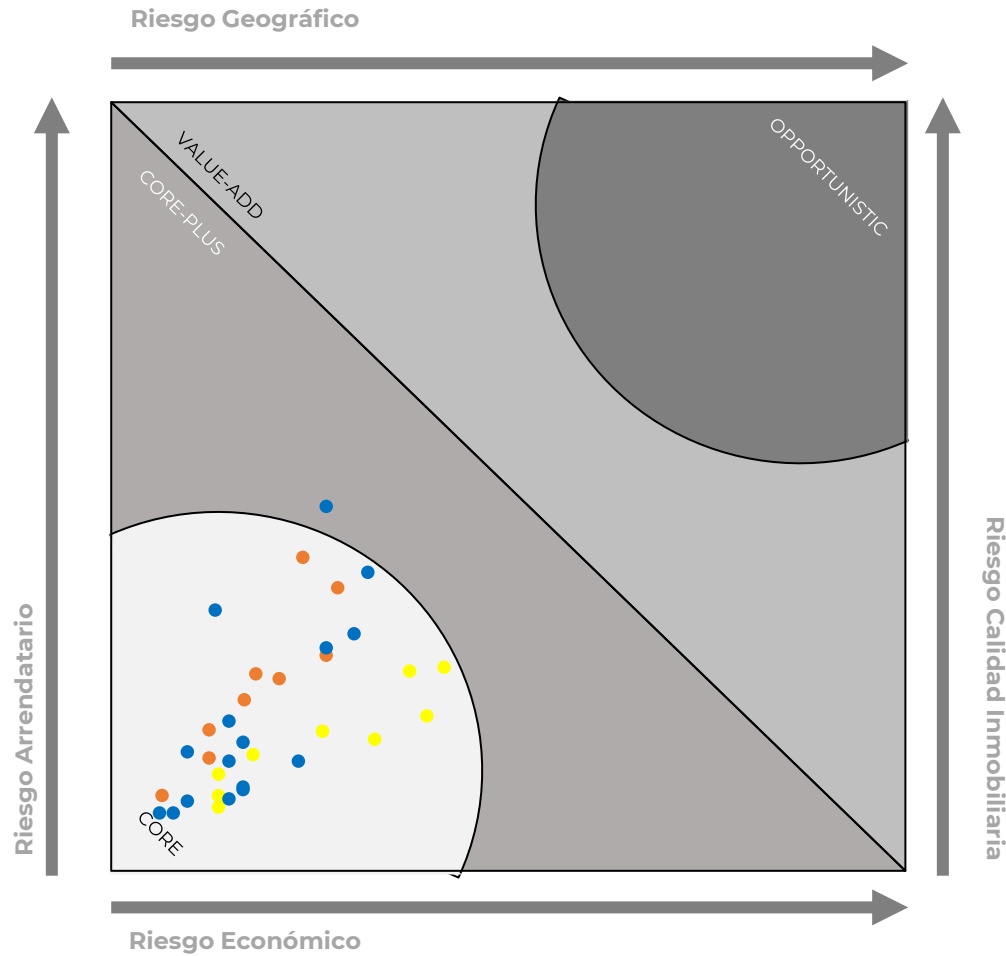 Riesgo Geográfico
VALUE-ADD
CORE-PLUS
OPPORTUNISTIC
Riesgo Arrendatario
Riesgo Calidad Inmobiliaria
CORE
Riesgo Económico